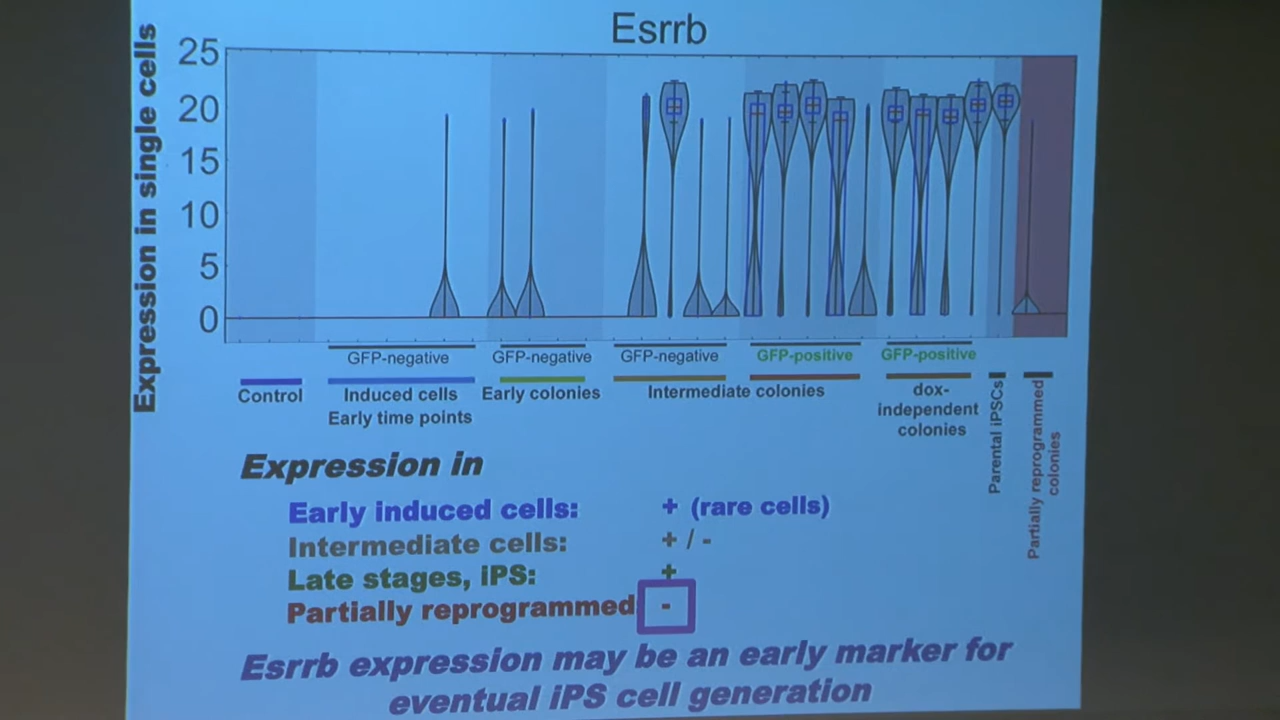 Esrrb
Expression in single cells
25
20
15
10
5
0
GFP-negative
GFP-negative
GFP-negative
GFP-positive
GFP-positive
Control
Induced cells
Early time points
Early colonies
Intermediate colonies
dox-
independent
colonies
Parental iPSCs
Partially reprogrammed
colonies
Expression in
Early induced cells: + (rare cells)
Intermediate cells: + / -
Late stages, iPS: +
Partially reprogrammed -
Esrrb expression may be an early marker for
eventual iPS cell generation